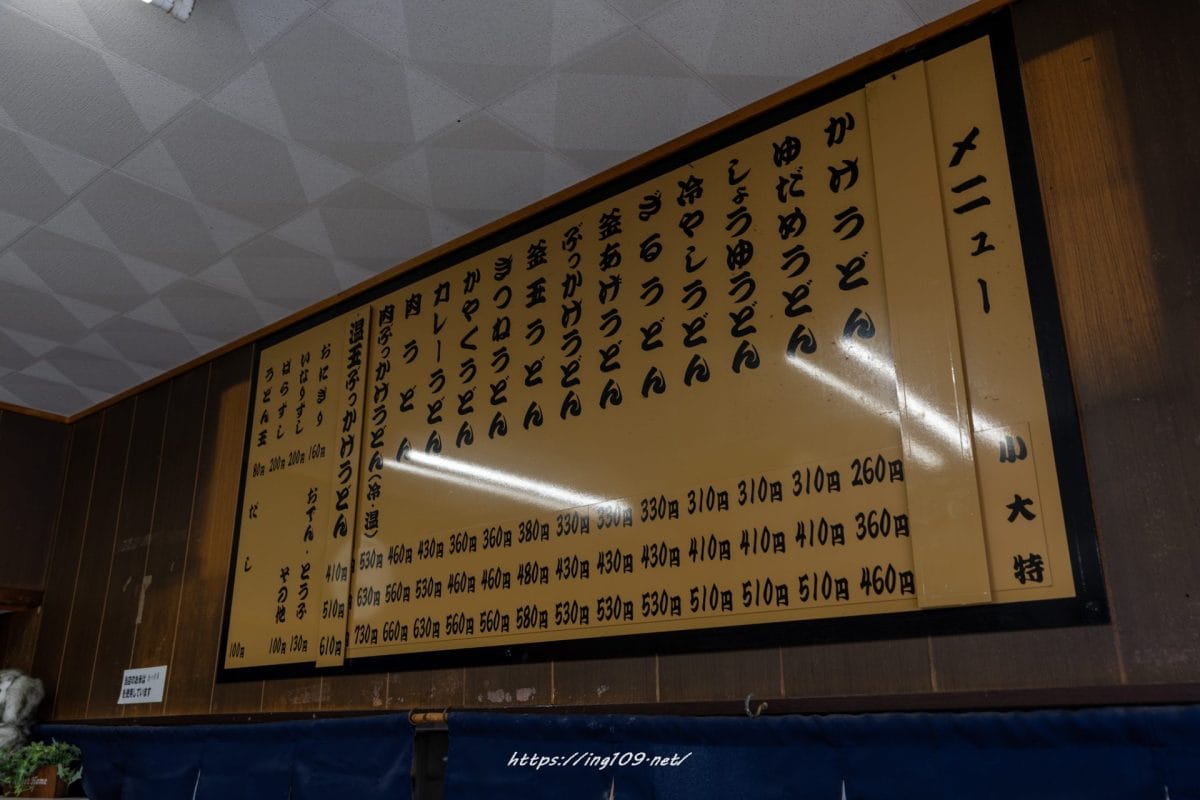 メニュー 小 大 特
かけうどん 260円 360円 460円
ゆだめうどん 310円 410円 510円
しょうゆうどん 310円 410円 510円
冷やしうどん 310円 410円 510円
ざるうどん 330円 430円 530円
釜あげうどん 330円 430円 530円
ぶっかけうどん 330円 430円 530円
釜玉うどん 380円 480円 580円
きつねうどん 360円 460円 560円
かやくうどん 360円 460円 560円
カレーうどん 430円 530円 630円
肉うどん 460円 560円 660円
肉ぶっかけうどん(冷・温) 530円 630円 730円
温玉ぶっかけうどん 410円 510円 610円
おにぎり 160円 おでん・とうふ 130円
いなりずし 200円 その他 100円
ばらずし 200円
うどん玉 80円
だし 100円
当店のお米は
を使用しています
https://ing109.net/